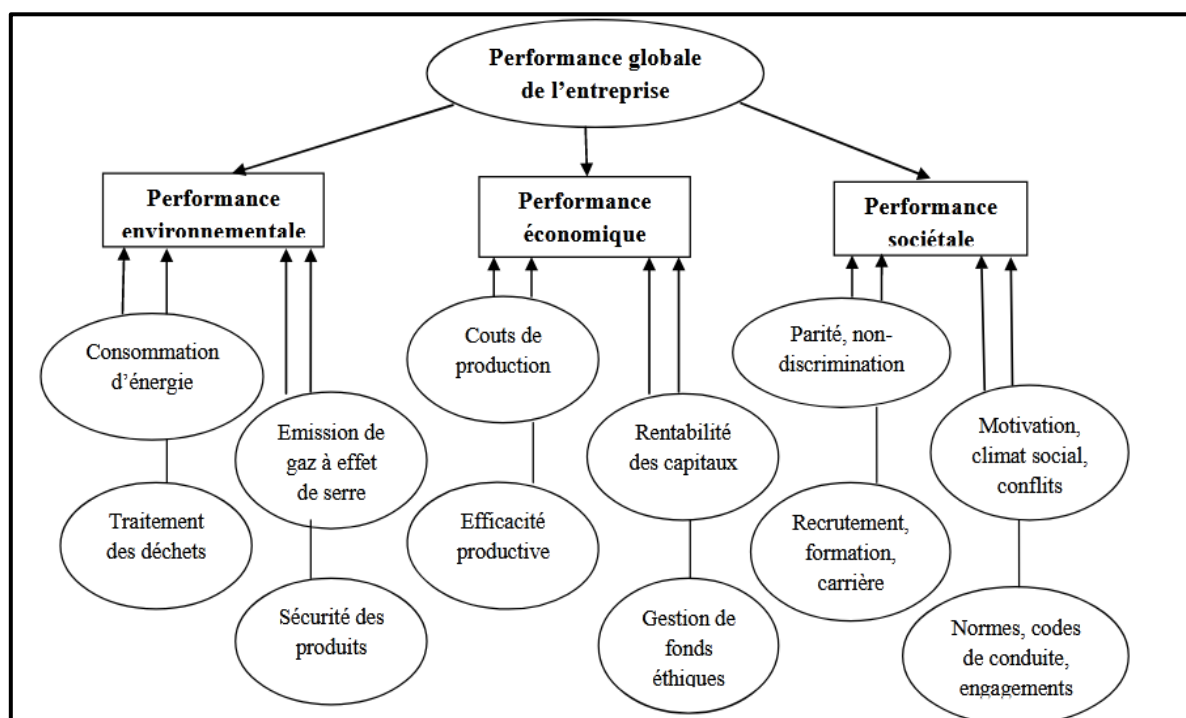 Performance globale
de l’entreprise
Performance
environnementale
Performance
économique
Performance
sociétale
Consommation
d’énergie
Emission de
gaz à effet
de serre
Traitement
des déchets
Sécurité des
produits
Couts de
production
Rentabilité
des capitaux
Efficacité
productive
Gestion de
fonds
éthiques
Parité, non-
discrimination
Motivation,
climat social,
conflits
Recrutement,
formation,
carrière
Normes, codes
de conduite,
engagements